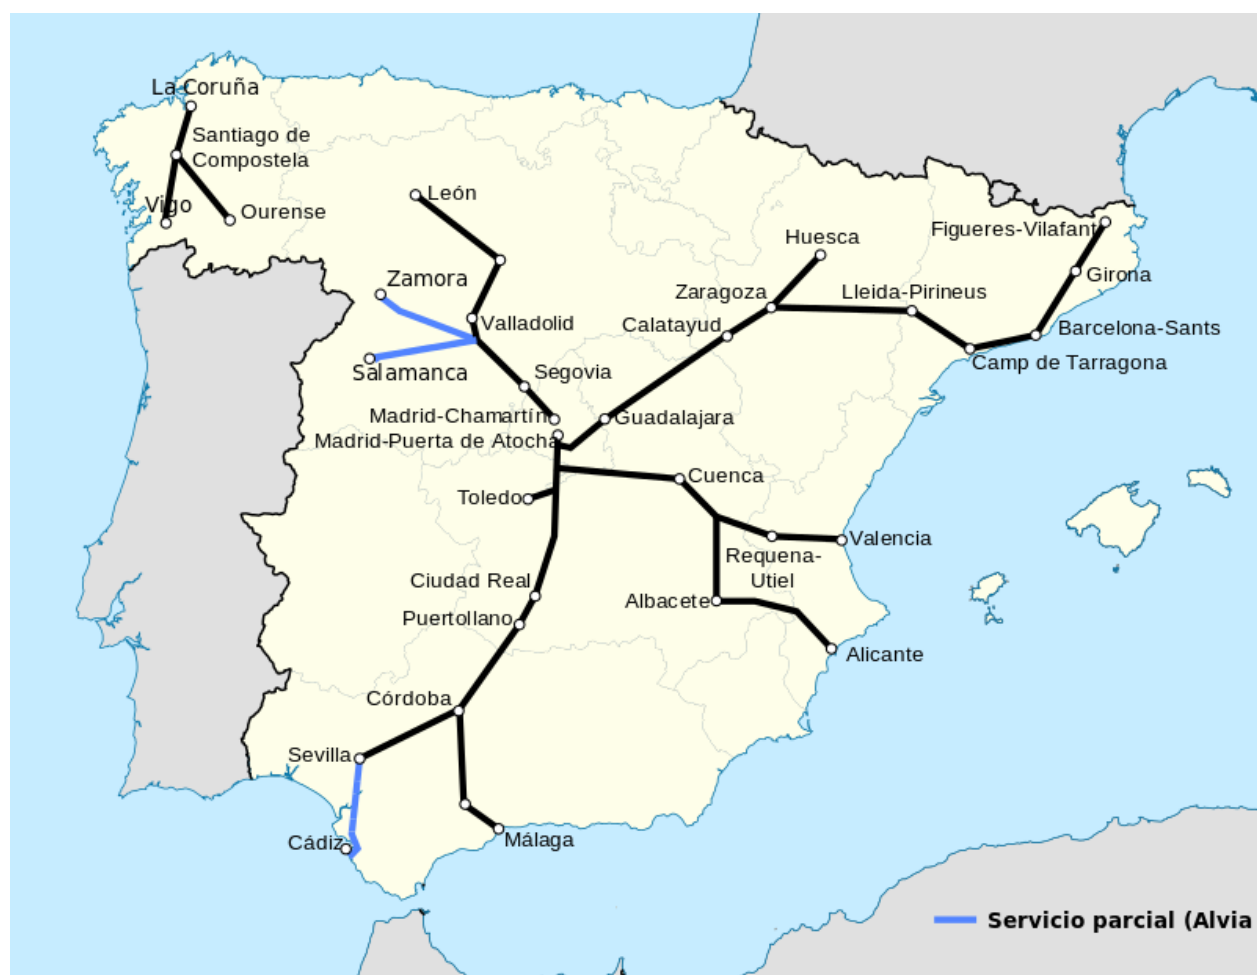 La Coruña
Santiago de
Compostela
Vigo
Ourense
León
Zamora
Valladolid
Salamanca
Segovia
Madrid-Chamartín
Madrid-Puerta de Atocha
Guadalajara
Calatayud
Zaragoza
Huesca
Lleida-Pirineus
Figueres-Vilafant
Girona
Barcelona-Sants
Camp de Tarragona
Toledo
Cuenca
Requena-
Utiel
Valencia
Albacete
Alicante
Ciudad Real
Puertollano
Córdoba
Sevilla
Cádiz
Málaga
Servicio parcial (Alvia